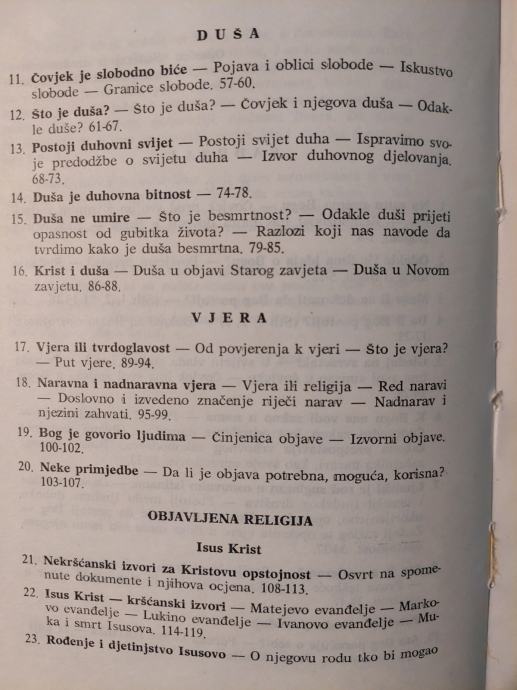 DUŠA
11. Čovjek je slobodno biće — Pojava i oblici slobode — Iskustvo
slobode — Granice slobode. 57-60.
12. Što je duša? — Što je duša? — Čovjek i njegova duša — Odak-
le duše? 61-67.
13. Postoji duhovni svijet — Postoji svijet duha — Ispravimo svo-
je predodžbe o svijetu duha — Izvor duhovnog djelovanja.
68-73.
14. Duša je duhovna bitnost — 74-78.
15. Duša ne umire — Što je besmrtnost? — Odakle duši prijeti
opasnost od gubitka života? — Razlozi koji nas navode da
tvrdimo kako je duša besmrtna. 79-85.
16. Krist i duša — Duša u objavi Starog zavjeta — Duša u Novom
zavjetu. 86-88.
VJERA
17. Vjera ili tvrdoglavost — Od povjerenja k vjeri — Što je vjera?
— Put vjere. 89-94.
18. Naravna i nadnaravna vjera — Vjera ili religija — Red naravi
— Doslovno i izvedeno značenje riječi narav — Nadnarav i
njezini zahvati. 95-99.
19. Bog je govorio ljudima — Činjenica objave — Izvorni objave.
100-102.
20. Neke primjedbe — Da li je objava potrebna, moguća, korisna?
103-107.
OBJAVLJENA RELIGIJA
Isus Krist
21. Nekršćanski izvori za Kristovu opstojnost — Osvrt na spome-
nute dokumente i njihova ocjena. 108-113.
22. Isus Krist — kršćanski izvori — Matejevo evanđelje — Marko-
vo evanđelje — Lukino evanđelje — Ivanovo evanđelje — Mu-
ka i smrt Isusova. 114-119.
23. Rođenje i djetinjstvo Isusovo — O njegovu rodu tko bi mogao